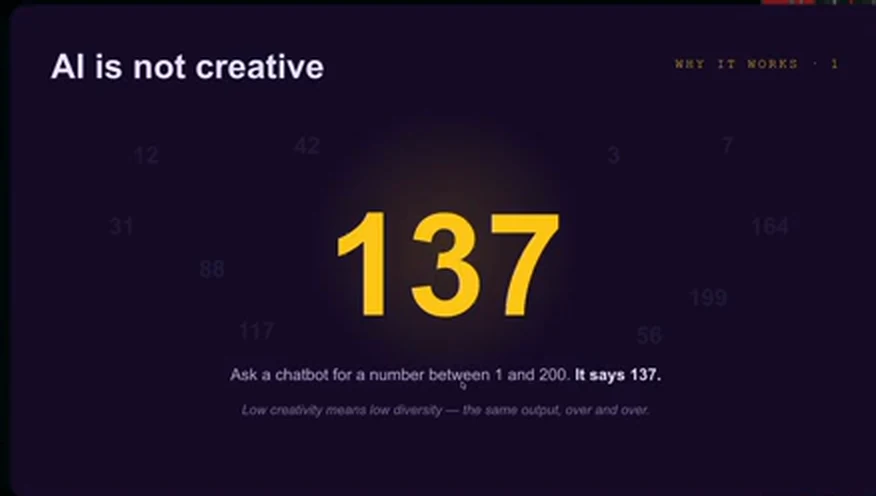 AI is not creative
WHY IT WORKS · 1
12
42
3
7
31
164
88
199
117
56
137
Ask a chatbot for a number between 1 and 200. It says 137.
Low creativity means low diversity — the same output, over and over.